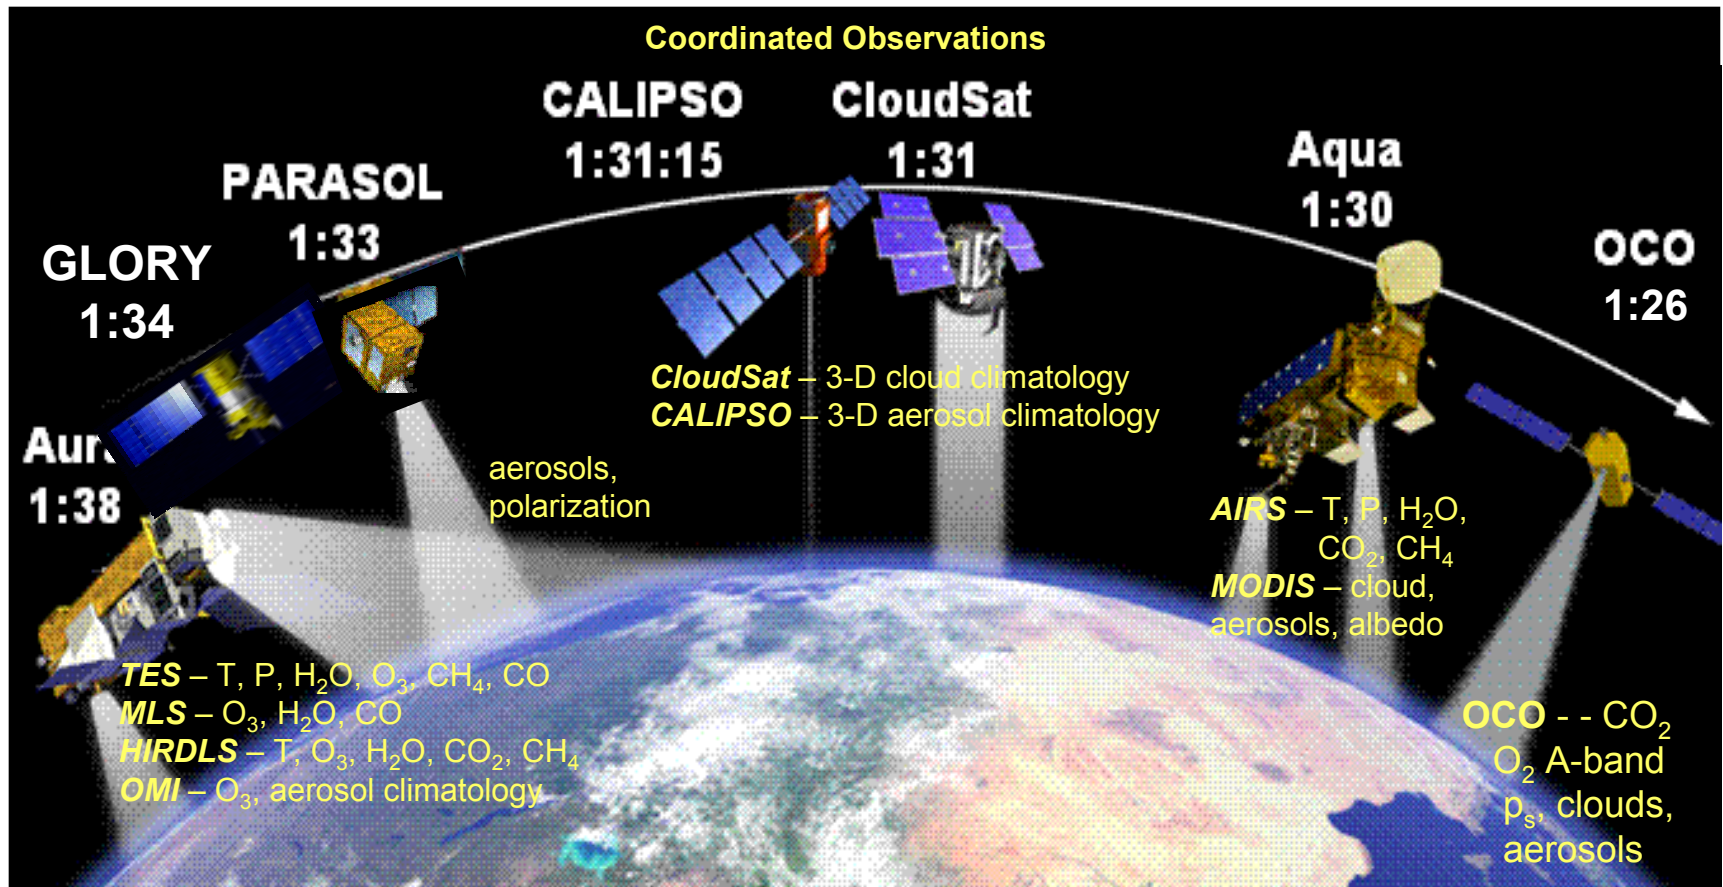 Coordinated Observations
CALIPSO
1:31:15
CloudSat
1:31
Aqua
1:30
PARASOL
1:33
OCO
1:26
GLORY
1:34
Aura
1:38
CloudSat – 3-D cloud climatology
CALIPSO – 3-D aerosol climatology
aerosols,
polarization
AIRS – T, P, H₂O,
CO₂, CH₄
MODIS – cloud,
aerosols, albedo
TES – T, P, H₂O, O₃, CH₄, CO
MLS – O₃, H₂O, CO
HIRDLS – T, O₃, H₂O, CO₂, CH₄
OMI – O₃, aerosol climatology
OCO - - CO₂
O₂ A-band
pₛ, clouds,
aerosols